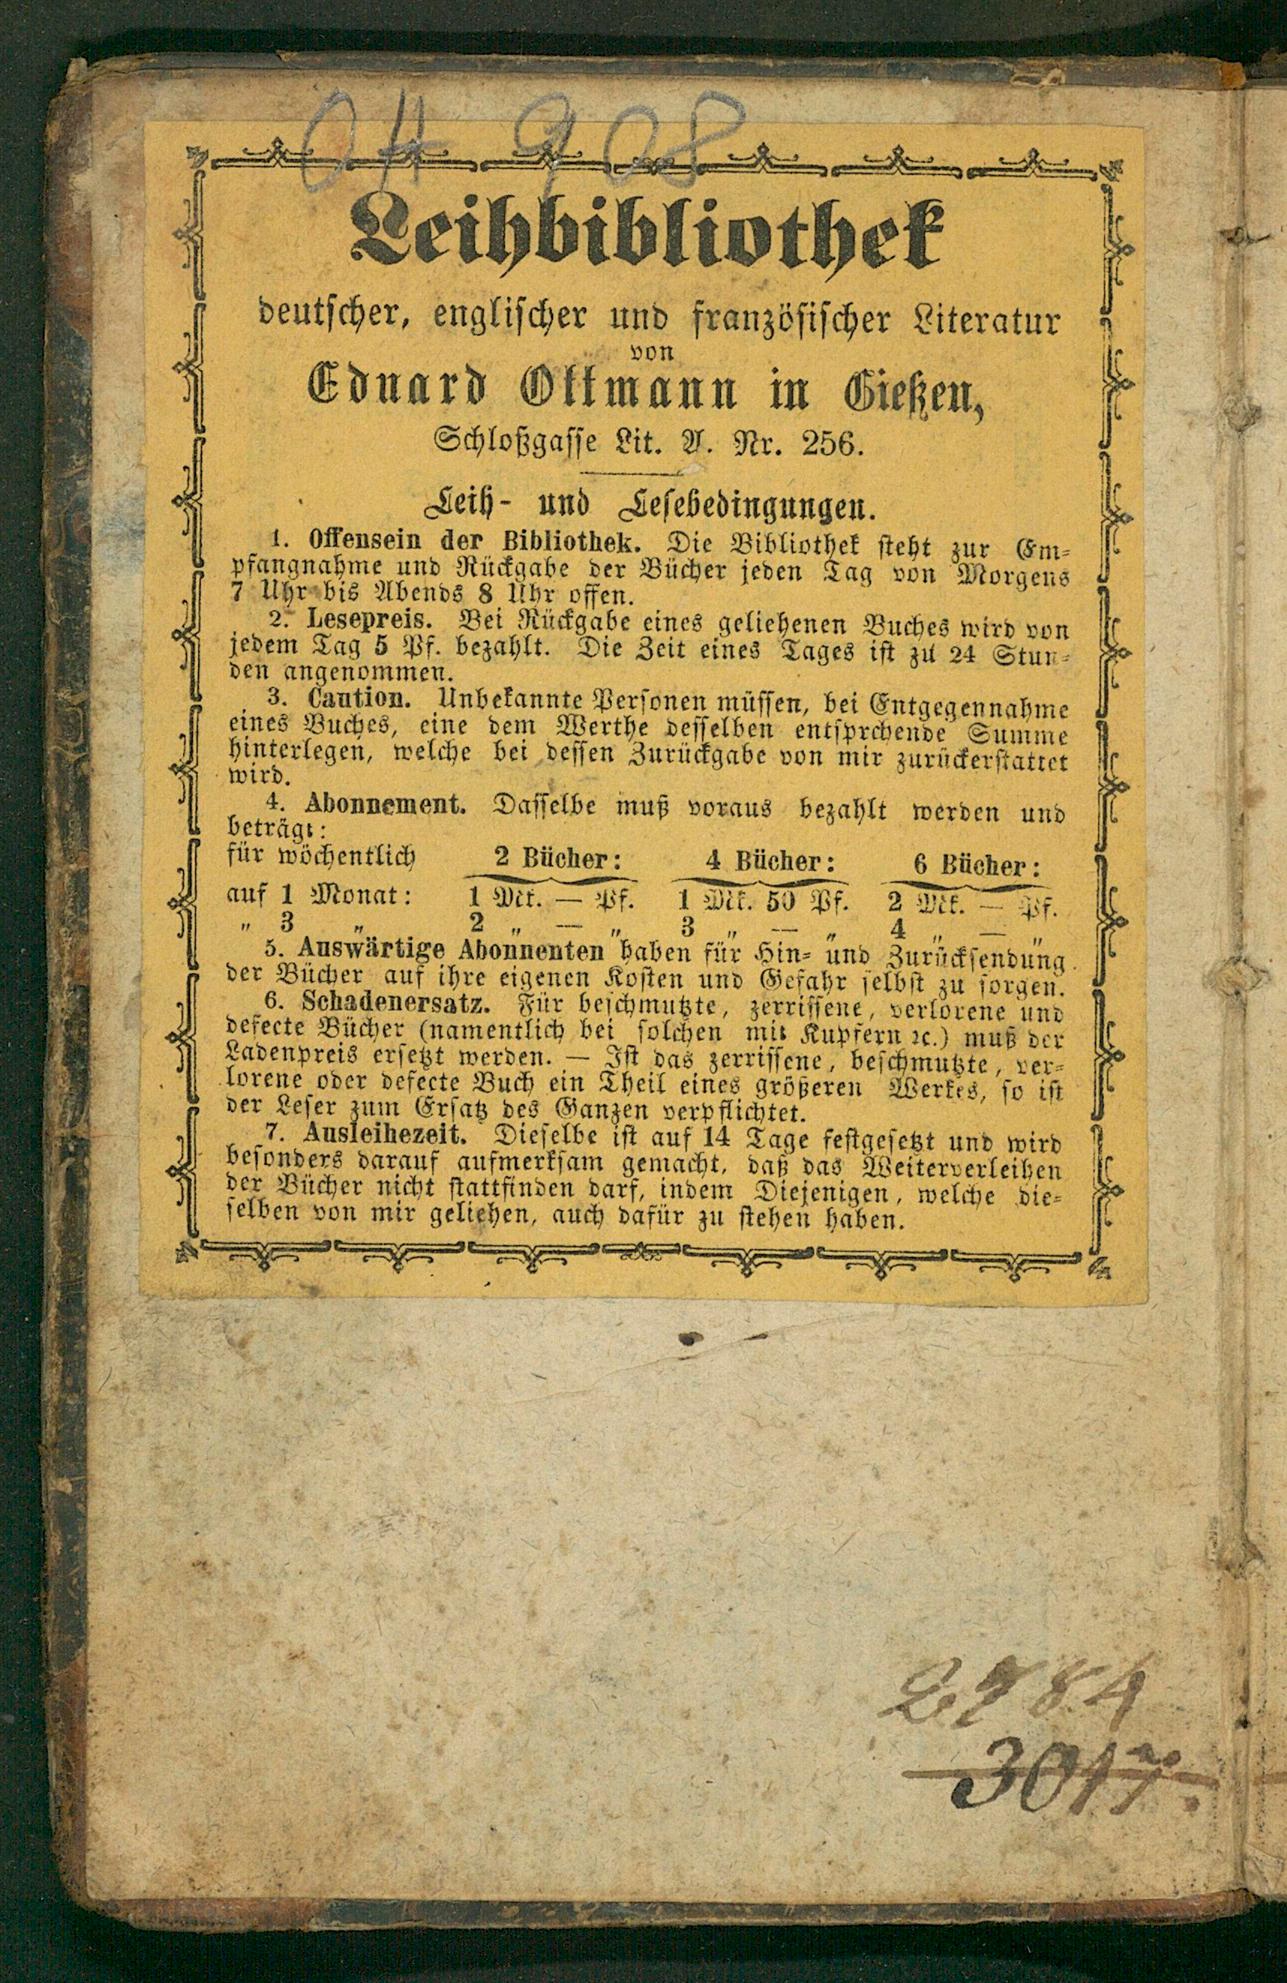 04 908
Leihbibliothek
deutscher, englischer und französischer Literatur
von
Eduard Ottmann in Gießen,
Schloßgasse Lit. A. Nr. 256.
Leih- und Lesebedingungen.
1. Offensein der Bibliothek. Die Bibliothek steht zur Em-
pfangnahme und Rückgabe der Bücher jeden Tag von Morgens
7 Uhr bis Abends 8 Uhr offen.
2. Lesepreis. Bei Rückgabe eines geliehenen Buches wird von
jedem Tag 5 Pf. bezahlt. Die Zeit eines Tages ist zu 24 Stun-
den angenommen.
3. Caution. Unbekannte Personen müssen, bei Entgegennahme
eines Buches, eine dem Werthe desselben entsprchende Summe
hinterlegen, welche bei dessen Zurückgabe von mir zurückerstattet
wird.
4. Abonnement. Dasselbe muß voraus bezahlt werden und
beträgt:
für wöchentlich 2 Bücher: 4 Bücher: 6 Bücher:
auf 1 Monat: 1 Mk. — Pf. 1 Mk. 50 Pf. 2 Mk. — Pf.
„ 3 „ 2 „ — „ 3 „ — „ 4 „ — „
5. Auswärtige Abonnenten haben für Hin- und Zurücksendung
der Bücher auf ihre eigenen Kosten und Gefahr selbst zu sorgen.
6. Schadenersatz. Für beschmutzte, zerrissene, verlorene und
defecte Bücher (namentlich bei solchen mit Kupfern ꝛc.) muß der
Ladenpreis ersetzt werden. — Ist das zerrissene, beschmutzte, ver-
lorene oder defecte Buch ein Theil eines größeren Werkes, so ist
der Leser zum Ersatz des Ganzen verpflichtet.
7. Ausleihezeit. Dieselbe ist auf 14 Tage festgesetzt und wird
besonders darauf aufmerksam gemacht, daß das Weiterverleihen
der Bücher nicht stattfinden darf, indem Diejenigen, welche die-
selben von mir geliehen, auch dafür zu stehen haben.